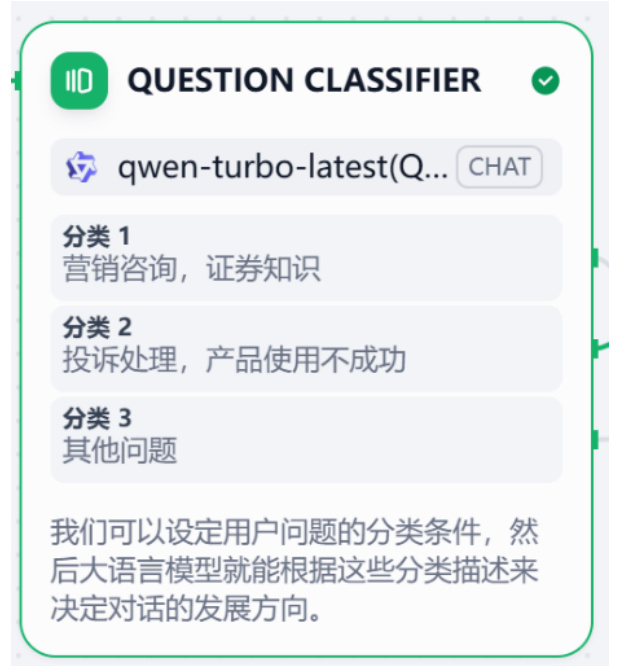 QUESTION CLASSIFIER
qwen-turbo-latest(Q... CHAT
分类 1
营销咨询，证券知识
分类 2
投诉处理，产品使用不成功
分类 3
其他问题
我们可以设定用户问题的分类条件，然
后大语言模型就能根据这些分类描述来
决定对话的发展方向。